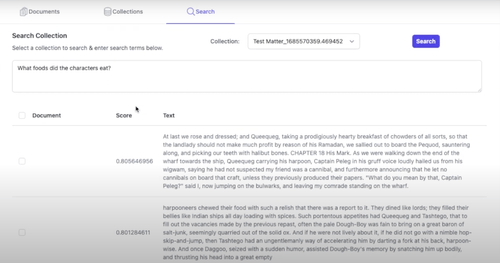 Documents
Collections
Search
Search Collection
Select a collection to search & enter search terms below.
Collection:
Test Matter_1685570359.469452
Search
What foods did the characters eat?
Document
Score
Text
0.805646956
At last we rose and dressed; and Queequeg, taking a prodigiously hearty breakfast of chowders of all sorts, so that
the landlady should not make much profit by reason of his Ramadan, we sallied out to board the Pequod, sauntering
along, and picking our teeth with halibut bones. CHAPTER 18 His Mark. As we were walking down the end of the
wharf towards the ship, Queequeg carrying his harpoon, Captain Peleg in his gruff voice loudly hailed us from his
wigwam, saying he had not suspected my friend was a cannibal, and furthermore announcing that he let no
cannibals on board that craft, unless they previously produced their papers. "What do you mean by that, Captain
Peleg?" said I, now jumping on the bulwarks, and leaving my comrade standing on the wharf.
0.801284611
harpooneers chewed their food with such a relish that there was a report to it. They dined like lords; they filled their
bellies like Indian ships all day loading with spices. Such portentous appetites had Queequeg and Tashtego, that to
fill out the vacancies made by the previous repast, often the pale Dough-Boy was fain to bring on a great baron of
salt-junk, seemingly quarried out of the solid ox. And if he were not lively about it, if he did not go with a nimble hop-
skip-and-jump, then Tashtego had an ungentlemanly way of accelerating him by darting a fork at his back, harpoon-
wise. And once Daggoo, seized with a sudden humor, assisted Dough-Boy's memory by snatching him up bodily,
and thrusting his head into a great empty